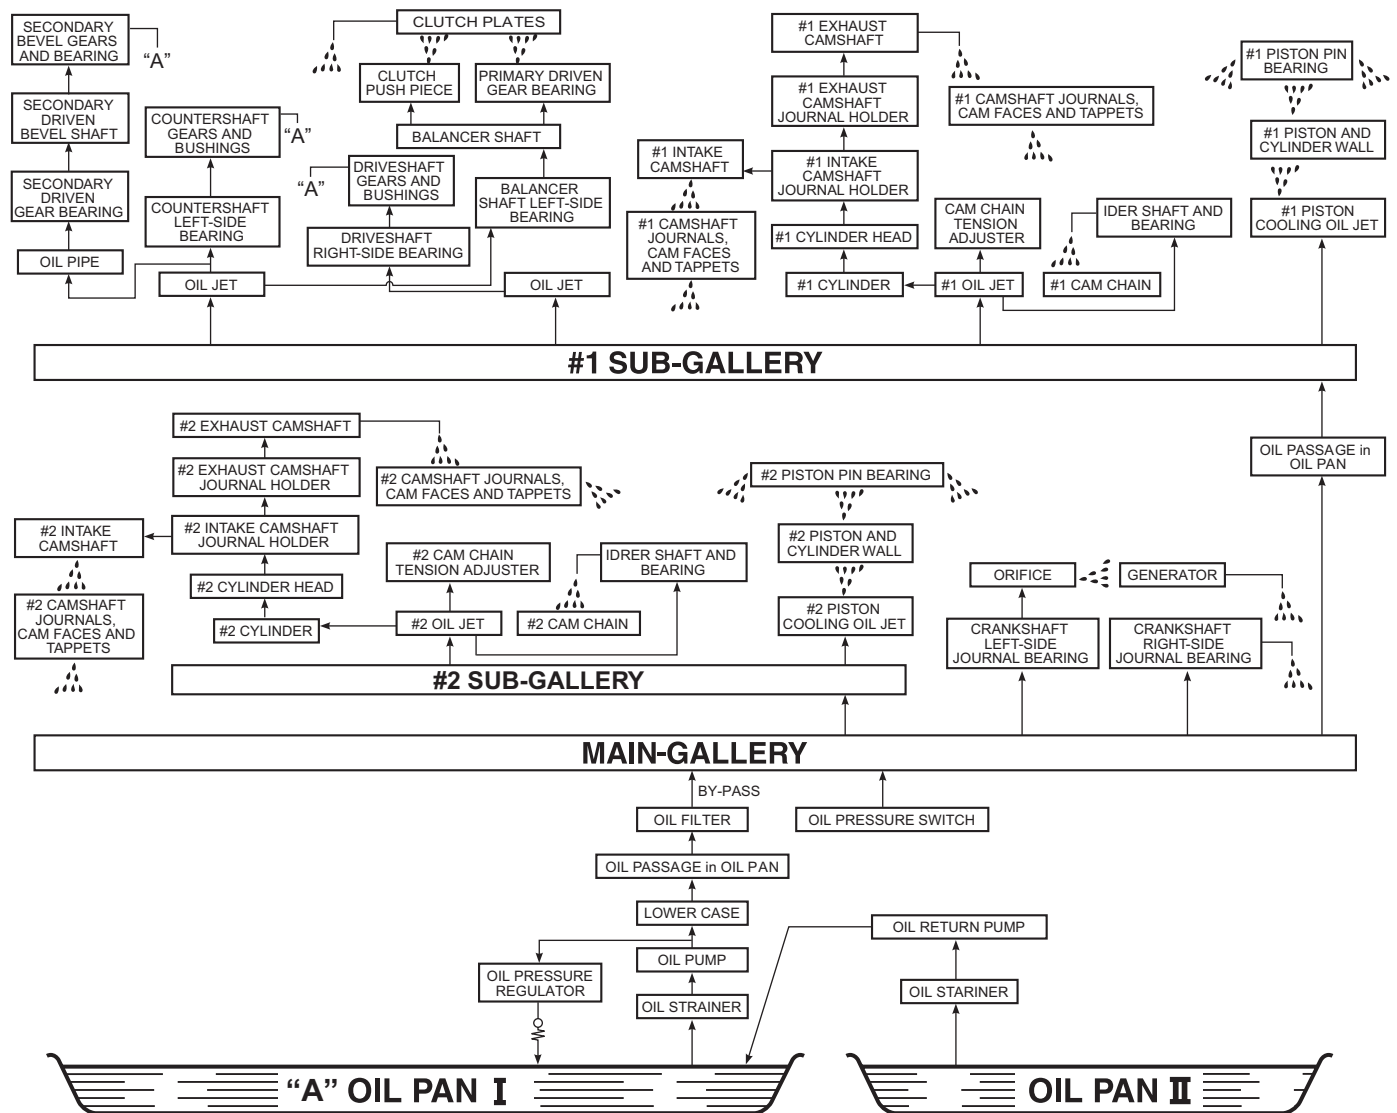 SECONDARY
BEVEL GEARS
AND BEARING
"A"
SECONDARY
DRIVEN
BEVEL SHAFT
SECONDARY
DRIVEN
GEAR BEARING
OIL PIPE
COUNTERSHAFT
GEARS AND
BUSHINGS
"A"
COUNTERSHAFT
LEFT-SIDE
BEARING
OIL JET
CLUTCH PLATES
CLUTCH
PUSH PIECE
PRIMARY DRIVEN
GEAR BEARING
BALANCER SHAFT
DRIVESHAFT
GEARS AND
BUSHINGS
"A"
BALANCER
SHAFT LEFT-SIDE
BEARING
DRIVESHAFT
RIGHT-SIDE BEARING
OIL JET
#1 EXHAUST
CAMSHAFT
#1 EXHAUST
CAMSHAFT
JOURNAL HOLDER
#1 CAMSHAFT JOURNALS,
CAM FACES AND TAPPETS
#1 INTAKE
CAMSHAFT
#1 INTAKE
CAMSHAFT
JOURNAL HOLDER
#1 CAMSHAFT
JOURNALS,
CAM FACES
AND TAPPETS
#1 CYLINDER HEAD
#1 CYLINDER
CAM CHAIN
TENSION
ADJUSTER
#1 OIL JET
IDER SHAFT AND
BEARING
#1 CAM CHAIN
#1 PISTON PIN
BEARING
#1 PISTON AND
CYLINDER WALL
#1 PISTON
COOLING OIL JET
#1 SUB-GALLERY
#2 EXHAUST CAMSHAFT
#2 EXHAUST CAMSHAFT
JOURNAL HOLDER
#2 CAMSHAFT JOURNALS,
CAM FACES AND TAPPETS
#2 INTAKE
CAMSHAFT
#2 INTAKE CAMSHAFT
JOURNAL HOLDER
#2 CAMSHAFT
JOURNALS,
CAM FACES AND
TAPPETS
#2 CYLINDER HEAD
#2 CYLINDER
#2 CAM CHAIN
TENSION ADJUSTER
#2 OIL JET
IDRER SHAFT AND
BEARING
#2 CAM CHAIN
#2 PISTON PIN BEARING
#2 PISTON AND
CYLINDER WALL
#2 PISTON
COOLING OIL JET
OIL PASSAGE in
OIL PAN
ORIFICE
GENERATOR
CRANKSHAFT
LEFT-SIDE
JOURNAL BEARING
CRANKSHAFT
RIGHT-SIDE
JOURNAL BEARING
#2 SUB-GALLERY
MAIN-GALLERY
BY-PASS
OIL FILTER
OIL PRESSURE SWITCH
OIL PASSAGE in OIL PAN
LOWER CASE
OIL RETURN PUMP
OIL PUMP
OIL PRESSURE
REGULATOR
OIL STRAINER
OIL STARINER
"A" OIL PAN I
OIL PAN II